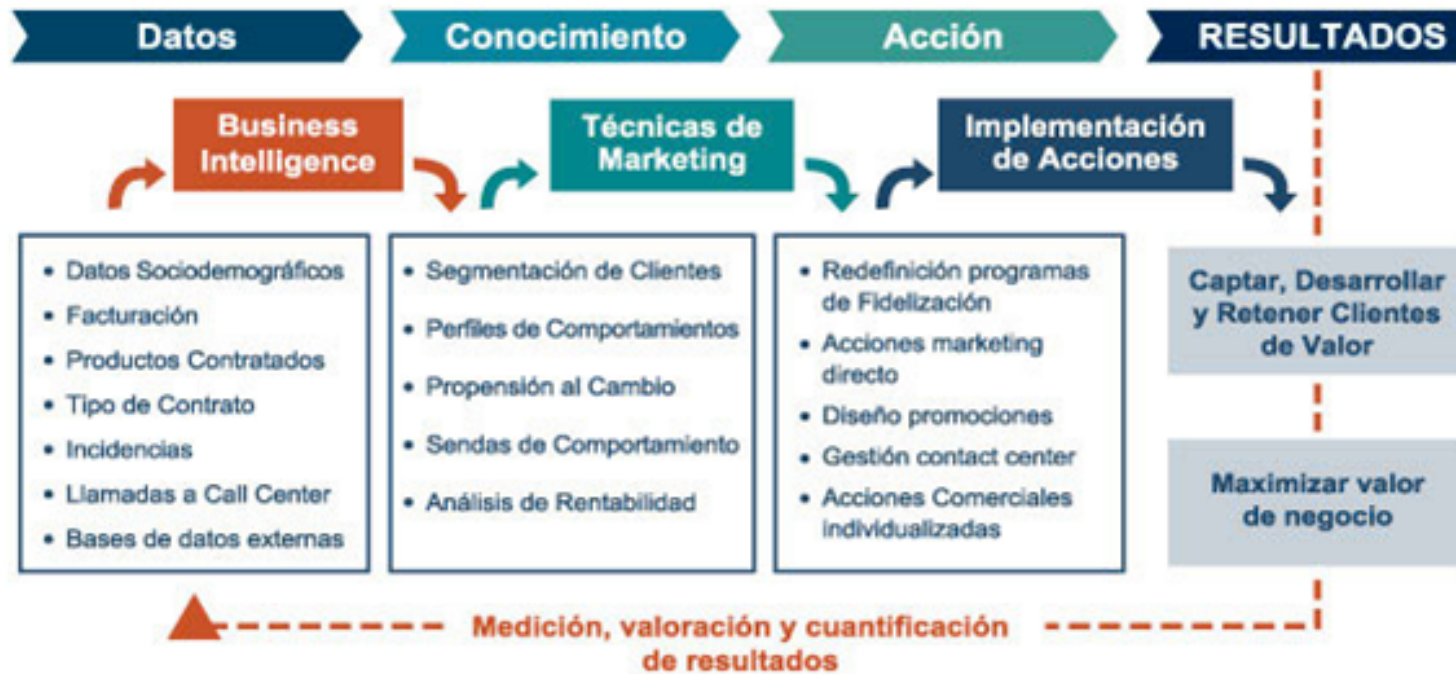 Datos
Conocimiento
Acción
RESULTADOS
Business
Intelligence
Técnicas de
Marketing
Implementación
de Acciones
• Datos Sociodemográficos
• Facturación
• Productos Contratados
• Tipo de Contrato
• Incidencias
• Llamadas a Call Center
• Bases de datos externas
• Segmentación de Clientes
• Perfiles de Comportamientos
• Propensión al Cambio
• Sendas de Comportamiento
• Análisis de Rentabilidad
• Redefinición programas
de Fidelización
• Acciones marketing
directo
• Diseño promociones
• Gestión contact center
• Acciones Comerciales
individualizadas
Captar, Desarrollar
y Retener Clientes
de Valor
Maximizar valor
de negocio
Medición, valoración y cuantificación
de resultados